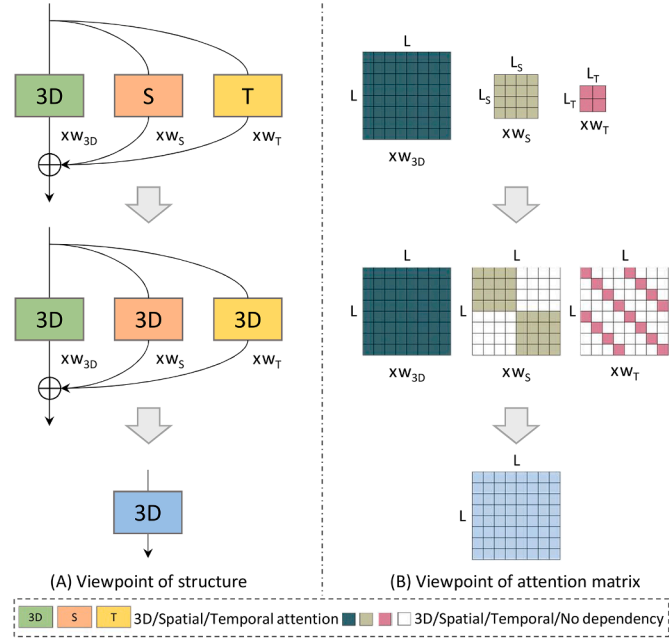 3D S T
xw3D xwS xwT
3D 3D 3D
xw3D xwS xwT
3D
(A) Viewpoint of structure
L LS LT
L LS LT
xw3D xwS xwT
L L L
L L L
xw3D xwS xwT
L
L
(B) Viewpoint of attention matrix
3D S T 3D/Spatial/Temporal attention 3D/Spatial/Temporal/No dependency